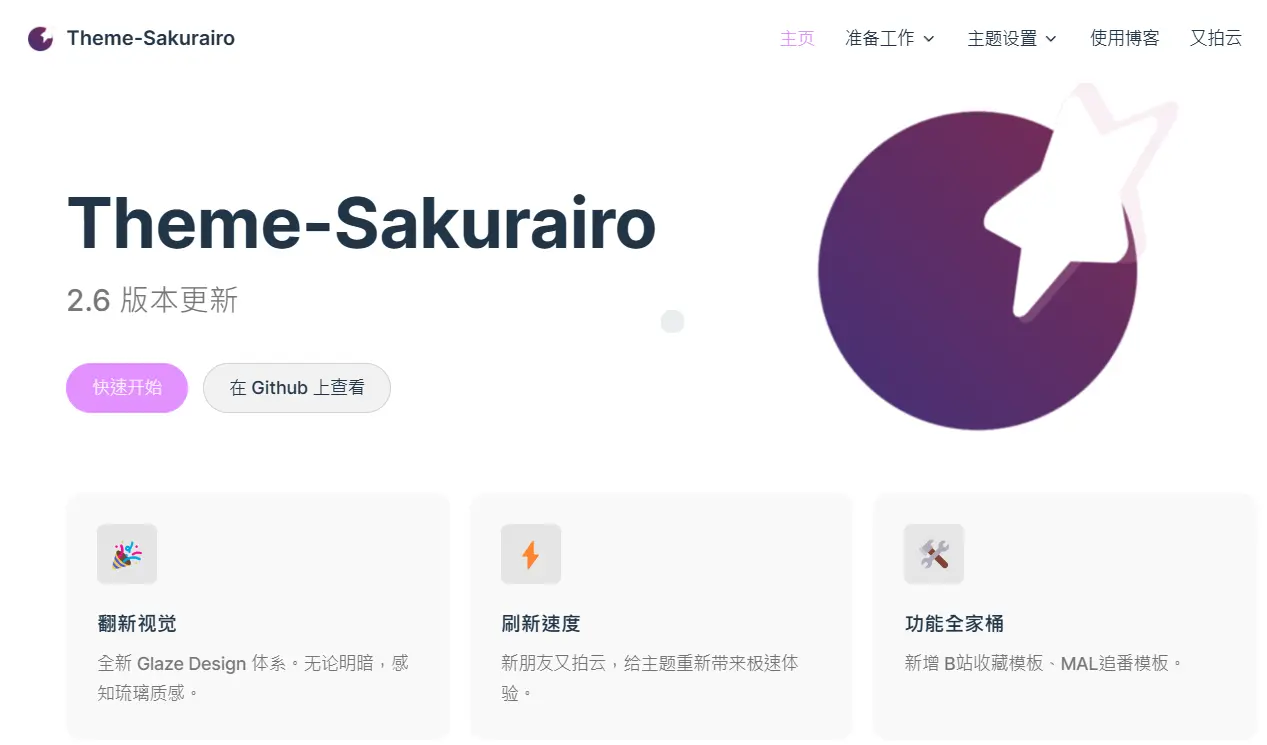 Theme-Sakurairo
主页 准备工作 主题设置 使用博客 又拍云
Theme-Sakurairo
2.6 版本更新
快速开始 在 Github 上查看
翻新视觉
全新 Glaze Design 体系。无论明暗，感
知琉璃质感。
刷新速度
新朋友又拍云，给主题重新带来极速体
验。
功能全家桶
新增 B站收藏模板、MAL追番模板。